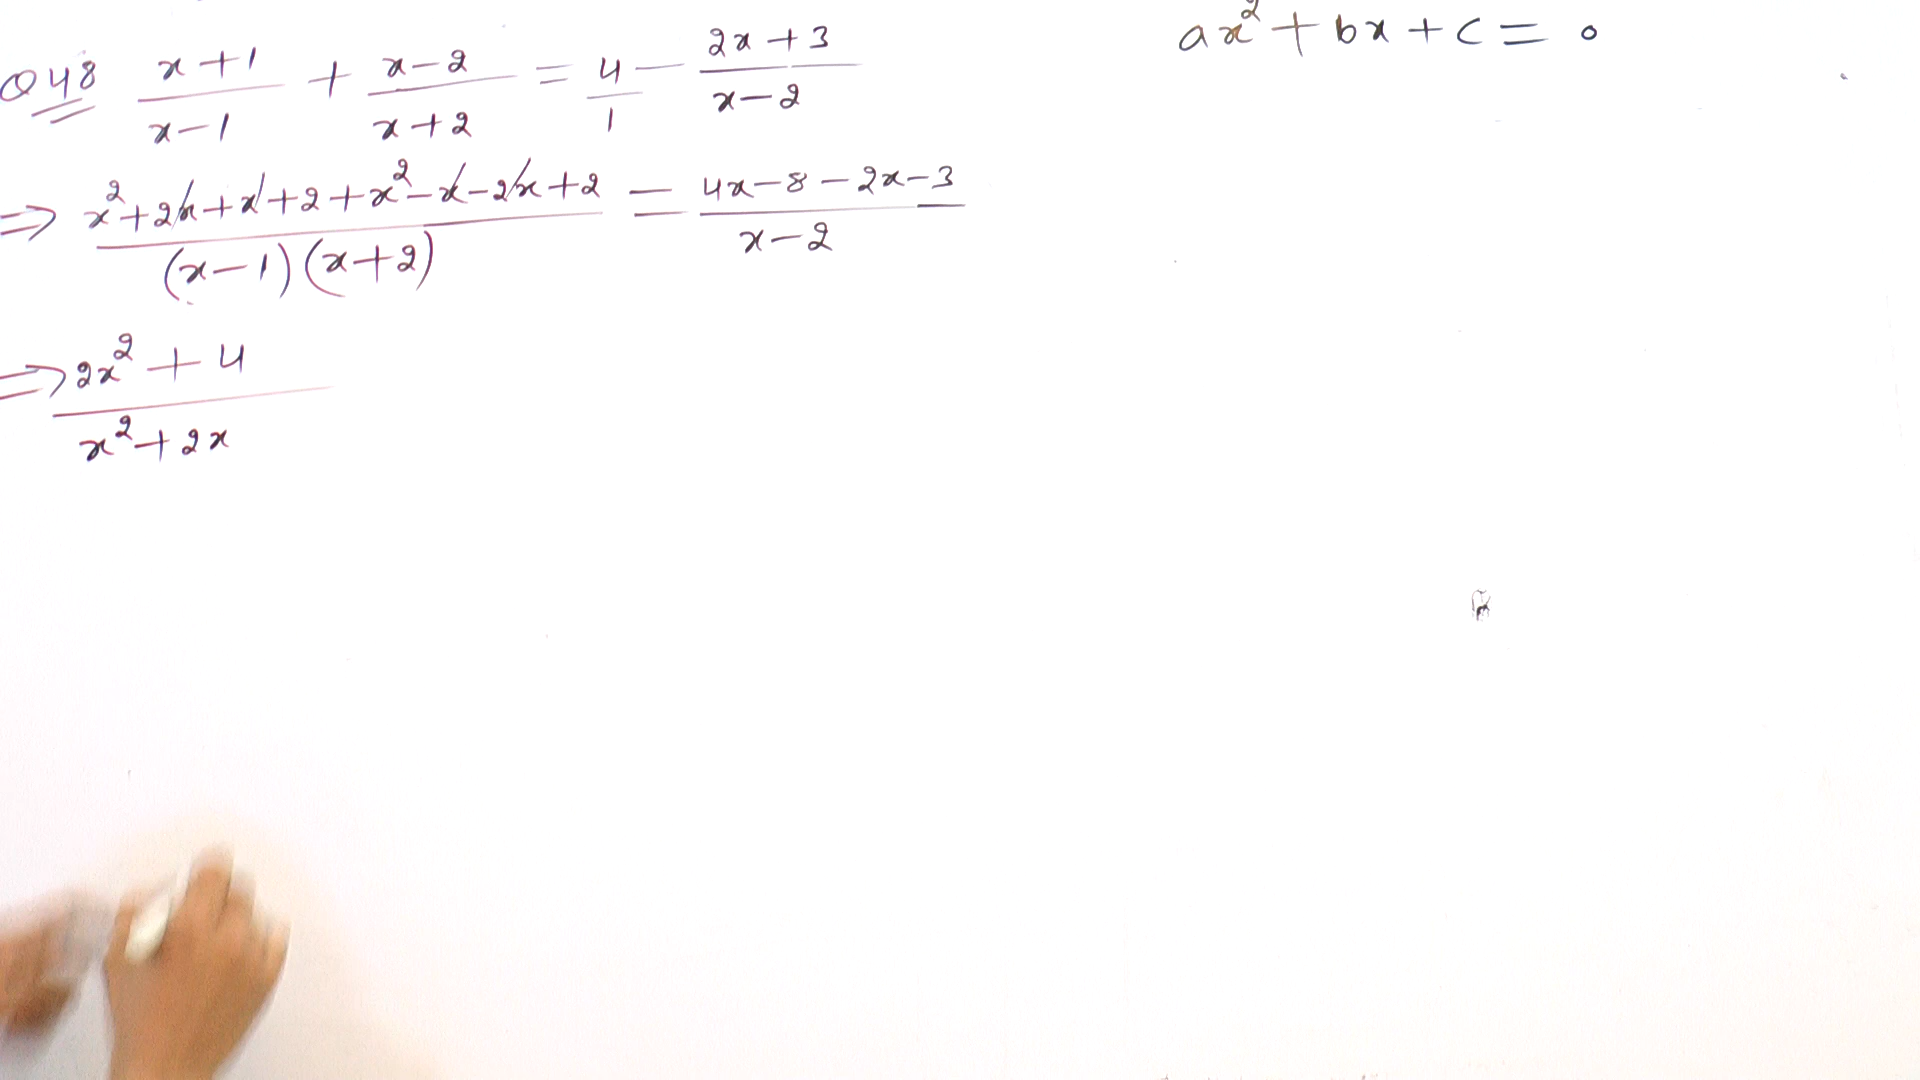 Q48 (x+1)/(x-1) + (x-2)/(x+2) = 4/1 - (2x+3)/(x-2)
ax² + bx + c = 0
⇒ (x²+2x+x+2+x²-x-2x+2)/((x-1)(x+2)) = (4x-8-2x-3)/(x-2)
⇒ (2x²+4)/(x²+2x